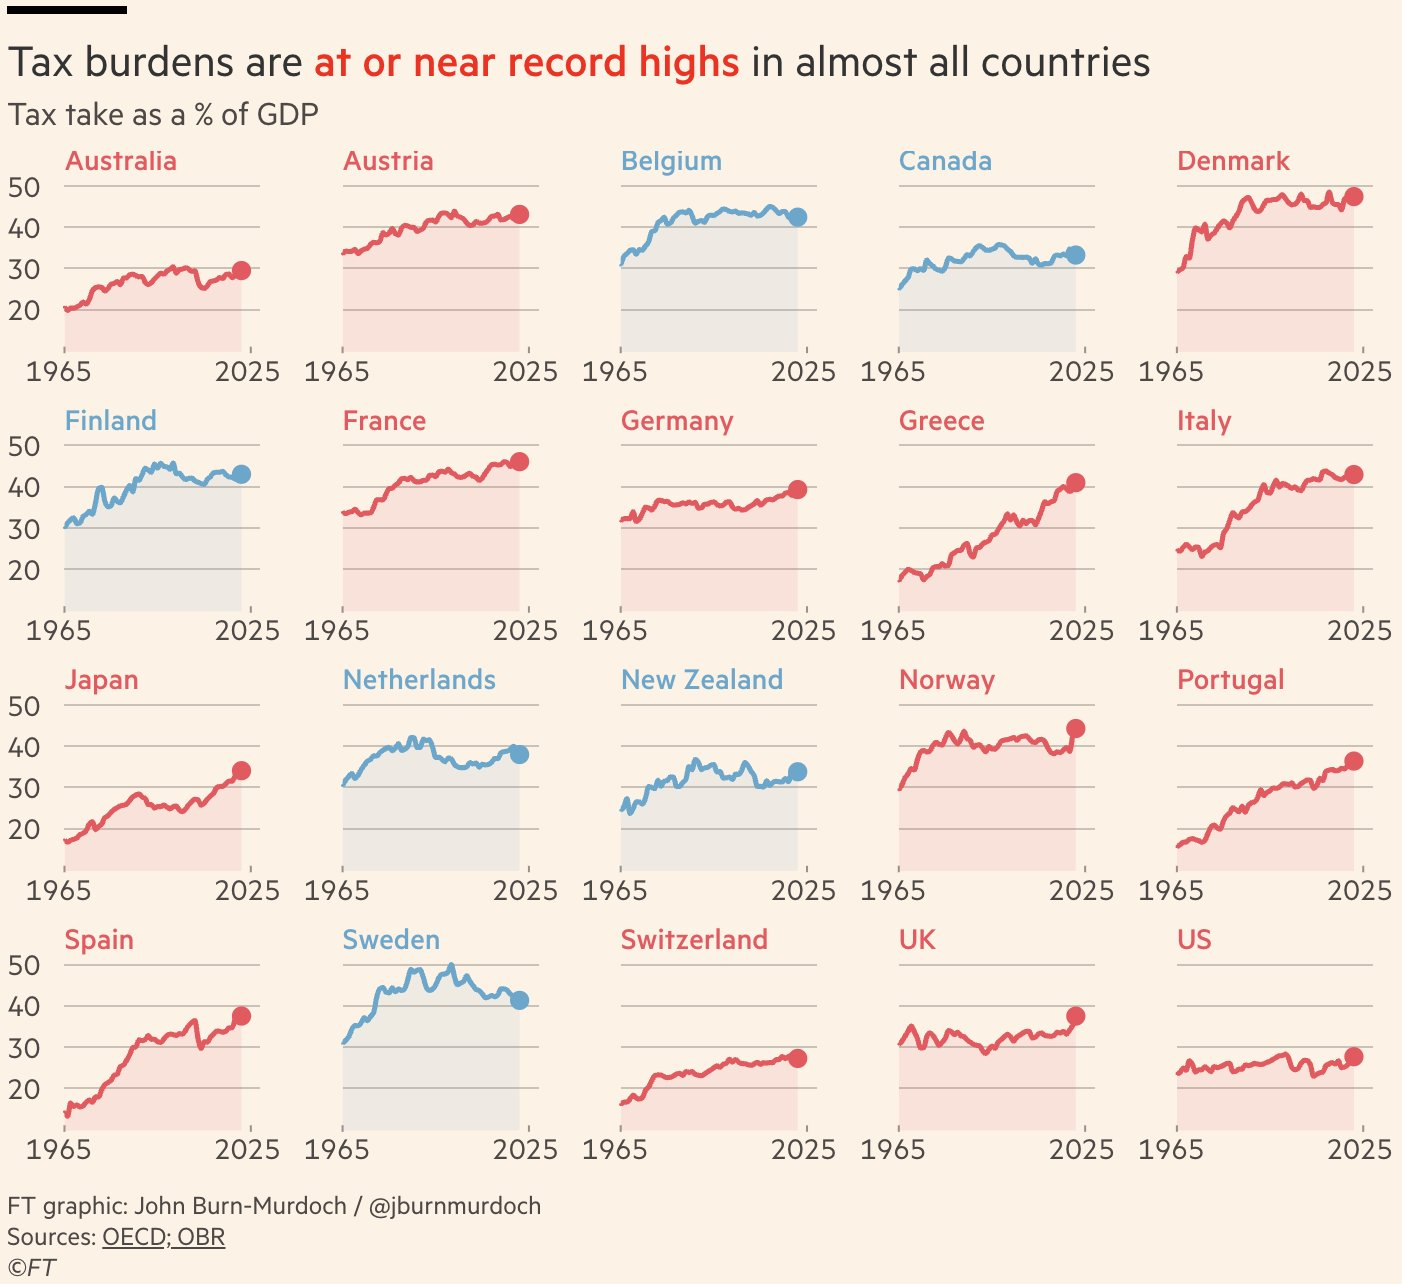 Tax burdens are at or near record highs in almost all countries
Tax take as a % of GDP
Australia Austria Belgium Canada Denmark
50
40
30
20
1965 2025 1965 2025 1965 2025 1965 2025 1965 2025
Finland France Germany Greece Italy
50
40
30
20
1965 2025 1965 2025 1965 2025 1965 2025 1965 2025
Japan Netherlands New Zealand Norway Portugal
50
40
30
20
1965 2025 1965 2025 1965 2025 1965 2025 1965 2025
Spain Sweden Switzerland UK US
50
40
30
20
1965 2025 1965 2025 1965 2025 1965 2025 1965 2025
FT graphic: John Burn-Murdoch / @jburnmurdoch
Sources: OECD; OBR
©FT